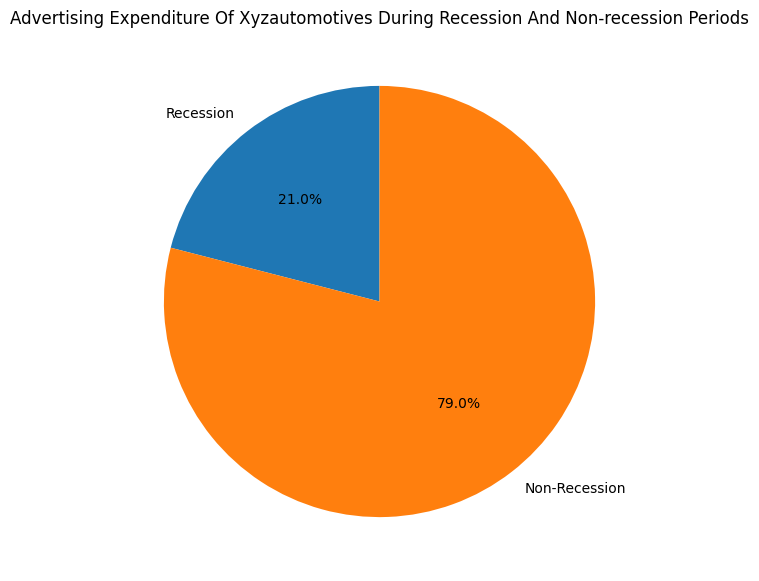 Advertising Expenditure Of Xyzautomotives During Recession And Non-recession Periods
Recession
21.0%
79.0%
Non-Recession